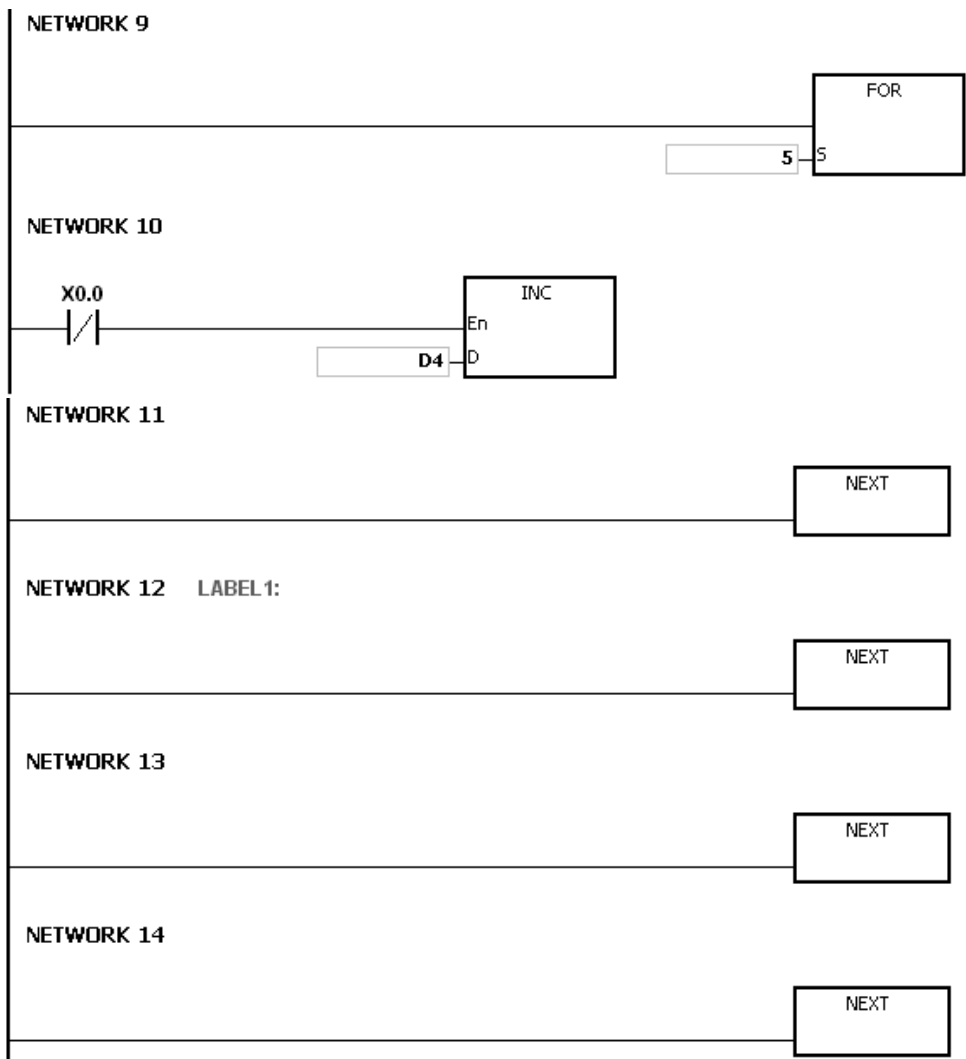 NETWORK 9
FOR
5 S
NETWORK 10
X0.0
INC
En
D4 D
NETWORK 11
NEXT
NETWORK 12 LABEL1:
NEXT
NETWORK 13
NEXT
NETWORK 14
NEXT